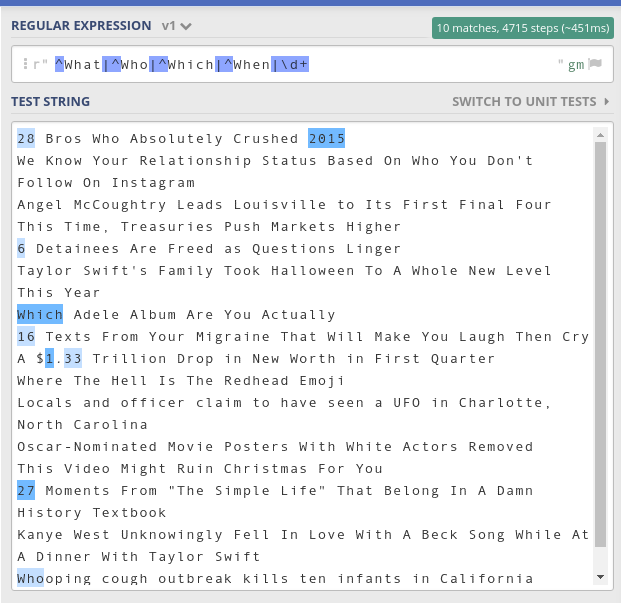 REGULAR EXPRESSION v1
10 matches, 4715 steps (~451ms)
r" ^What|^Who|^Which|^When|\d+ " gm
TEST STRING
SWITCH TO UNIT TESTS
28 Bros Who Absolutely Crushed 2015
We Know Your Relationship Status Based On Who You Don't
Follow On Instagram
Angel McCoughtry Leads Louisville to Its First Final Four
This Time, Treasuries Push Markets Higher
6 Detainees Are Freed as Questions Linger
Taylor Swift's Family Took Halloween To A Whole New Level
This Year
Which Adele Album Are You Actually
16 Texts From Your Migraine That Will Make You Laugh Then Cry
A $1.33 Trillion Drop in New Worth in First Quarter
Where The Hell Is The Redhead Emoji
Locals and officer claim to have seen a UFO in Charlotte,
North Carolina
Oscar-Nominated Movie Posters With White Actors Removed
This Video Might Ruin Christmas For You
27 Moments From "The Simple Life" That Belong In A Damn
History Textbook
Kanye West Unknowingly Fell In Love With A Beck Song While At
A Dinner With Taylor Swift
Whooping cough outbreak kills ten infants in California